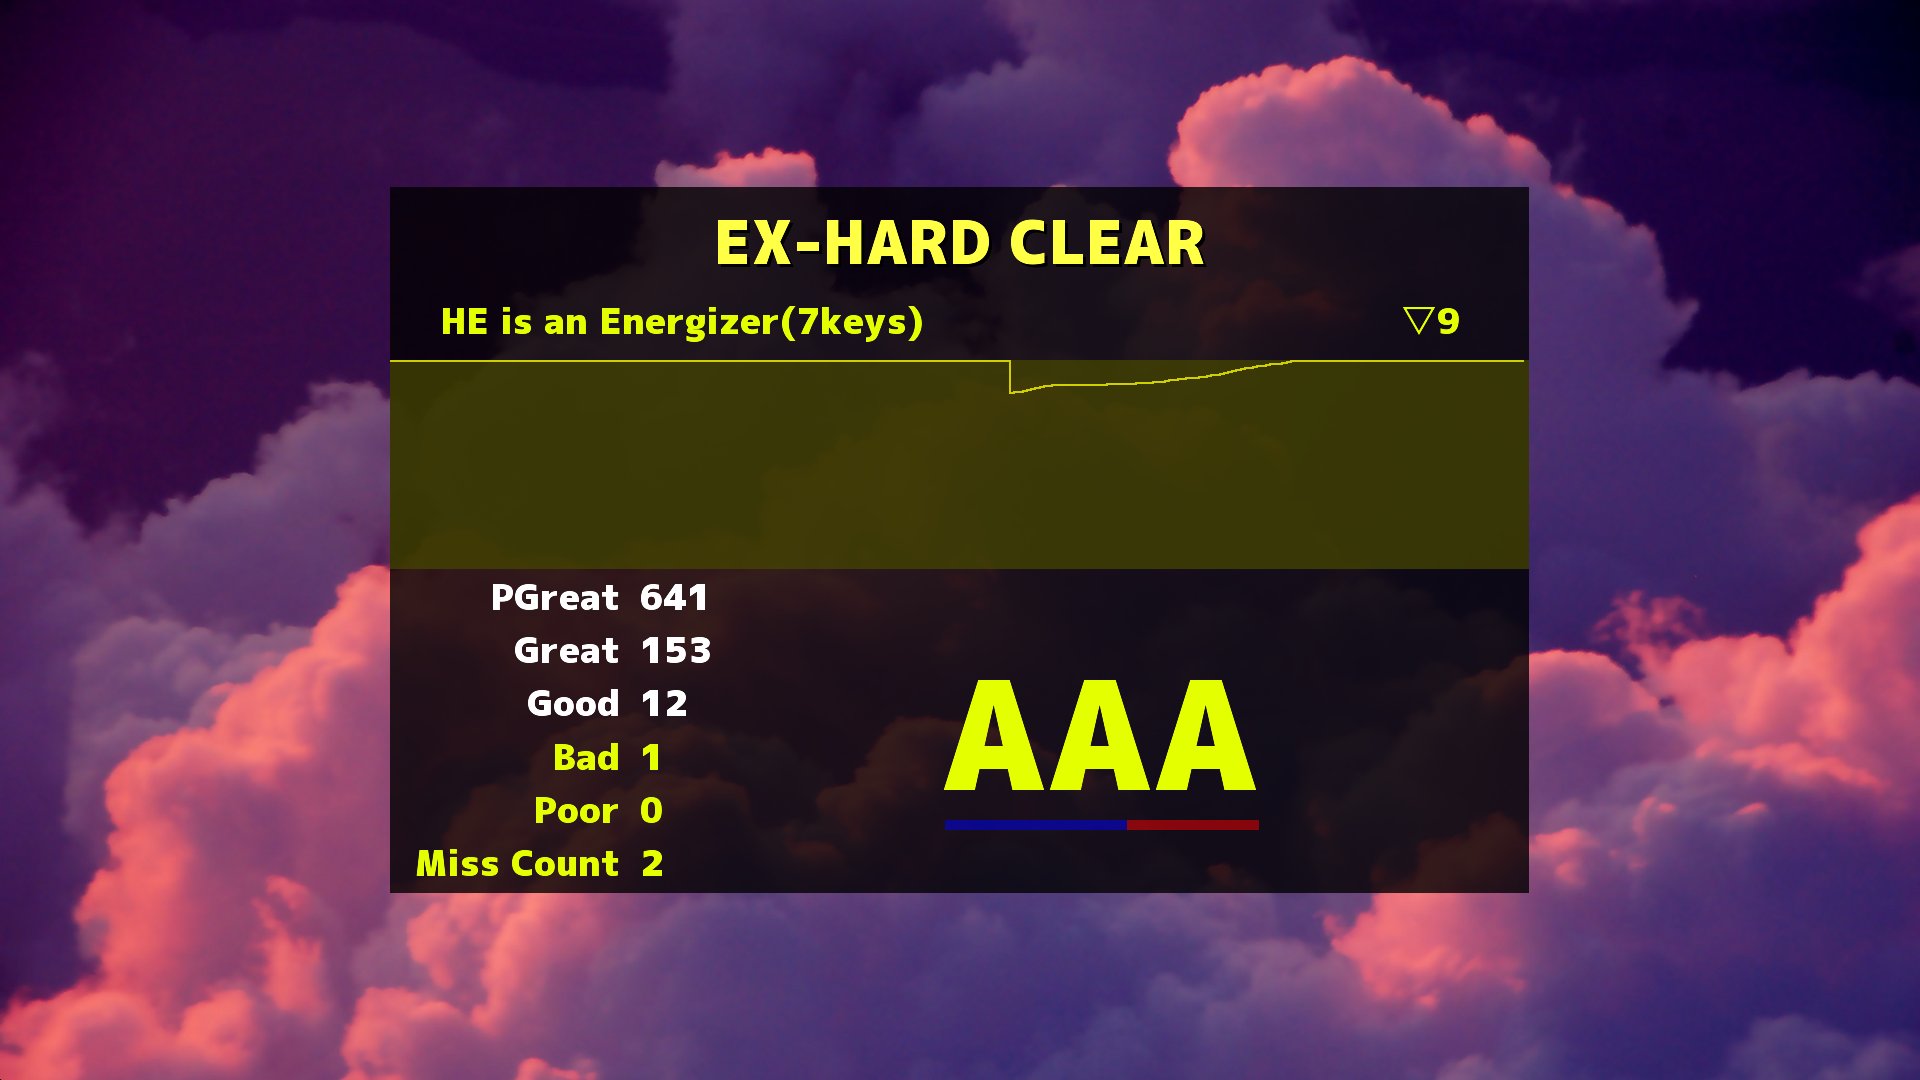 EX-HARD CLEAR
HE is an Energizer(7keys) ▽9
PGreat 641
Great 153
Good 12
Bad 1
Poor 0
Miss Count 2
AAA